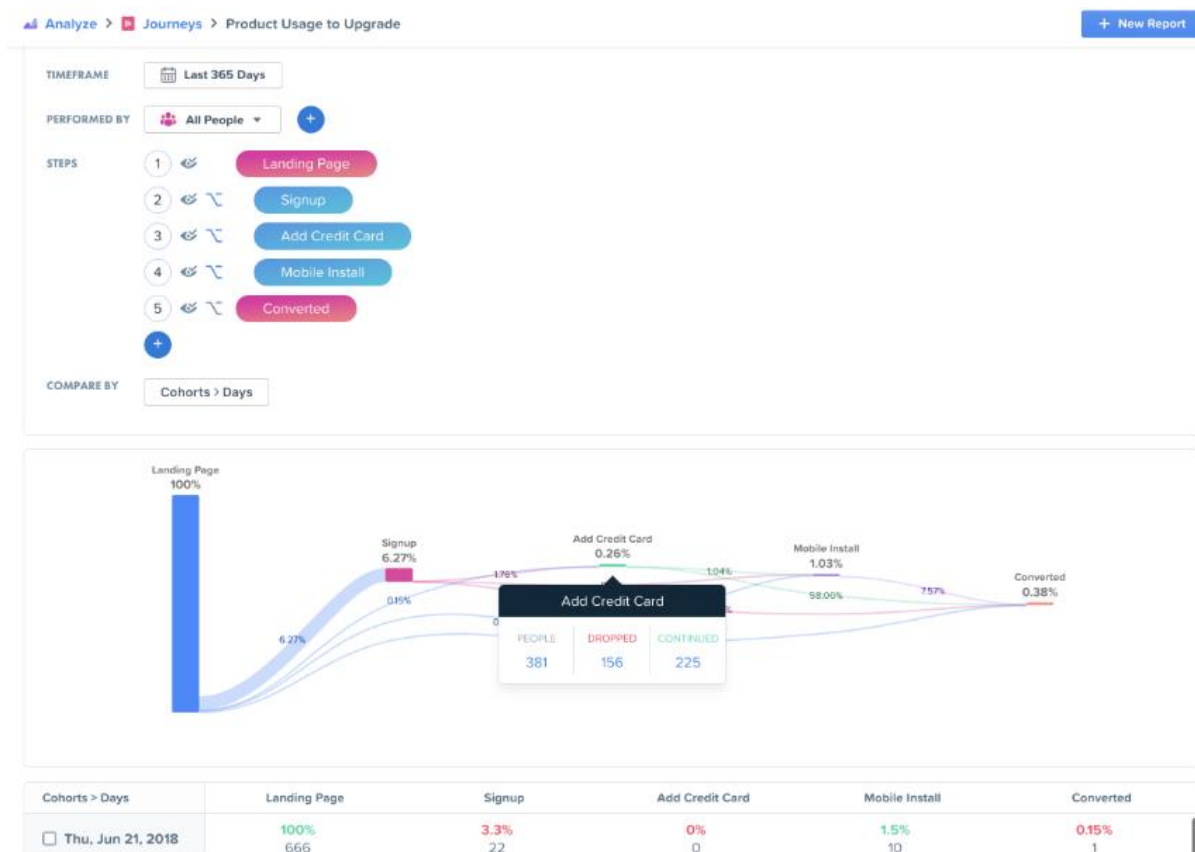 Analyze > Journeys > Product Usage to Upgrade
+ New Report
TIMEFRAME
Last 365 Days
PERFORMED BY
All People
+
STEPS
1
Landing Page
2
Signup
3
Add Credit Card
4
Mobile Install
5
Converted
+
COMPARE BY
Cohorts > Days
Landing Page
100%
Signup
6.27%
Add Credit Card
0.26%
Mobile Install
1.03%
Converted
0.38%
1.76%
1.04%
0.15%
58.00%
7.57%
6.27%
Add Credit Card
PEOPLE DROPPED CONTINUED
381 156 225
Cohorts > Days Landing Page Signup Add Credit Card Mobile Install Converted
Thu, Jun 21, 2018 100% 3.3% 0% 1.5% 0.15%
666 22 0 10 1